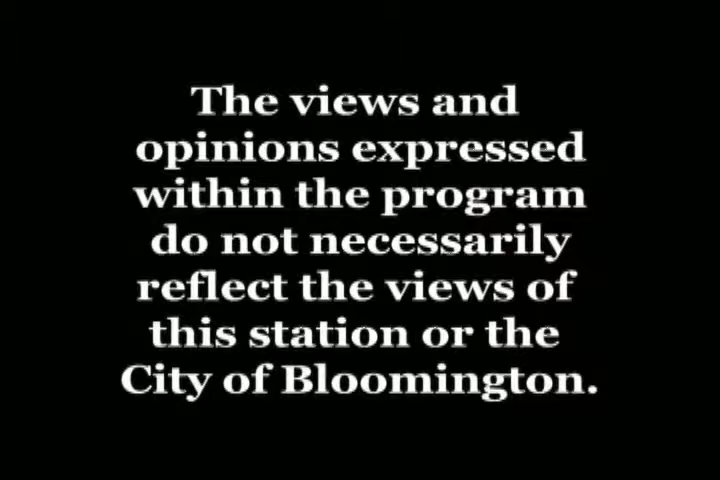 The views and
opinions expressed
within the program
do not necessarily
reflect the views of
this station or the
City of Bloomington.